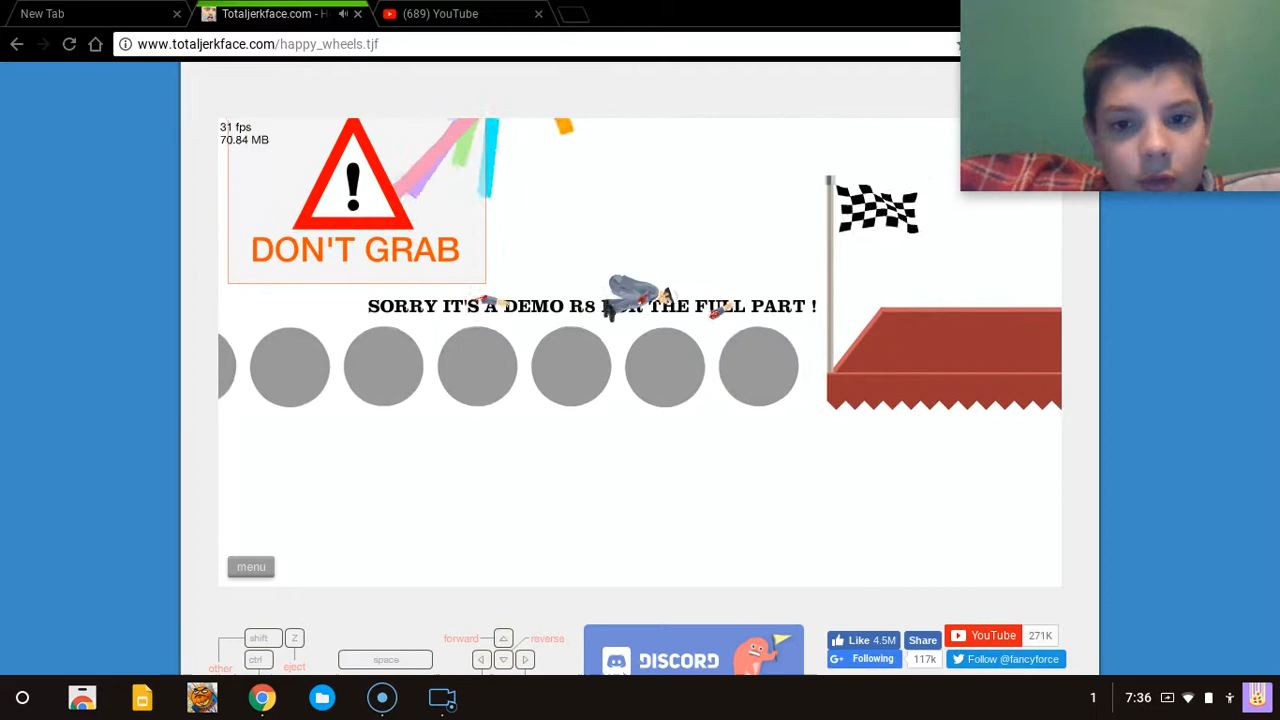 New Tab
Totaljerkface.com - H
(689) YouTube
www.totaljerkface.com/happy_wheels.tjf
31 fps
70.84 MB
!
DON'T GRAB
SORRY IT'S A DEMO R8 FOR THE FULL PART !
menu
shift Z
ctrl
other
eject
space
forward
reverse
DISCORD
Like 4.5M
Share
YouTube 271K
G+ Following
117k
Follow @fancyforce
1
7:36